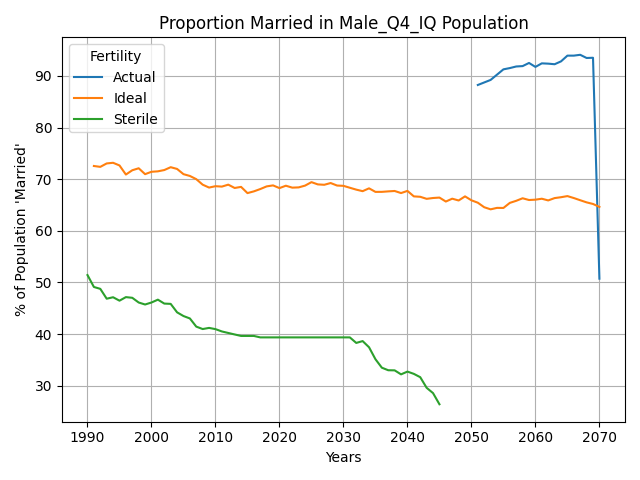 Proportion Married in Male_Q4_IQ Population
Fertility
Actual
Ideal
Sterile
% of Population 'Married'
90
80
70
60
50
40
30
1990
2000
2010
2020
2030
2040
2050
2060
2070
Years